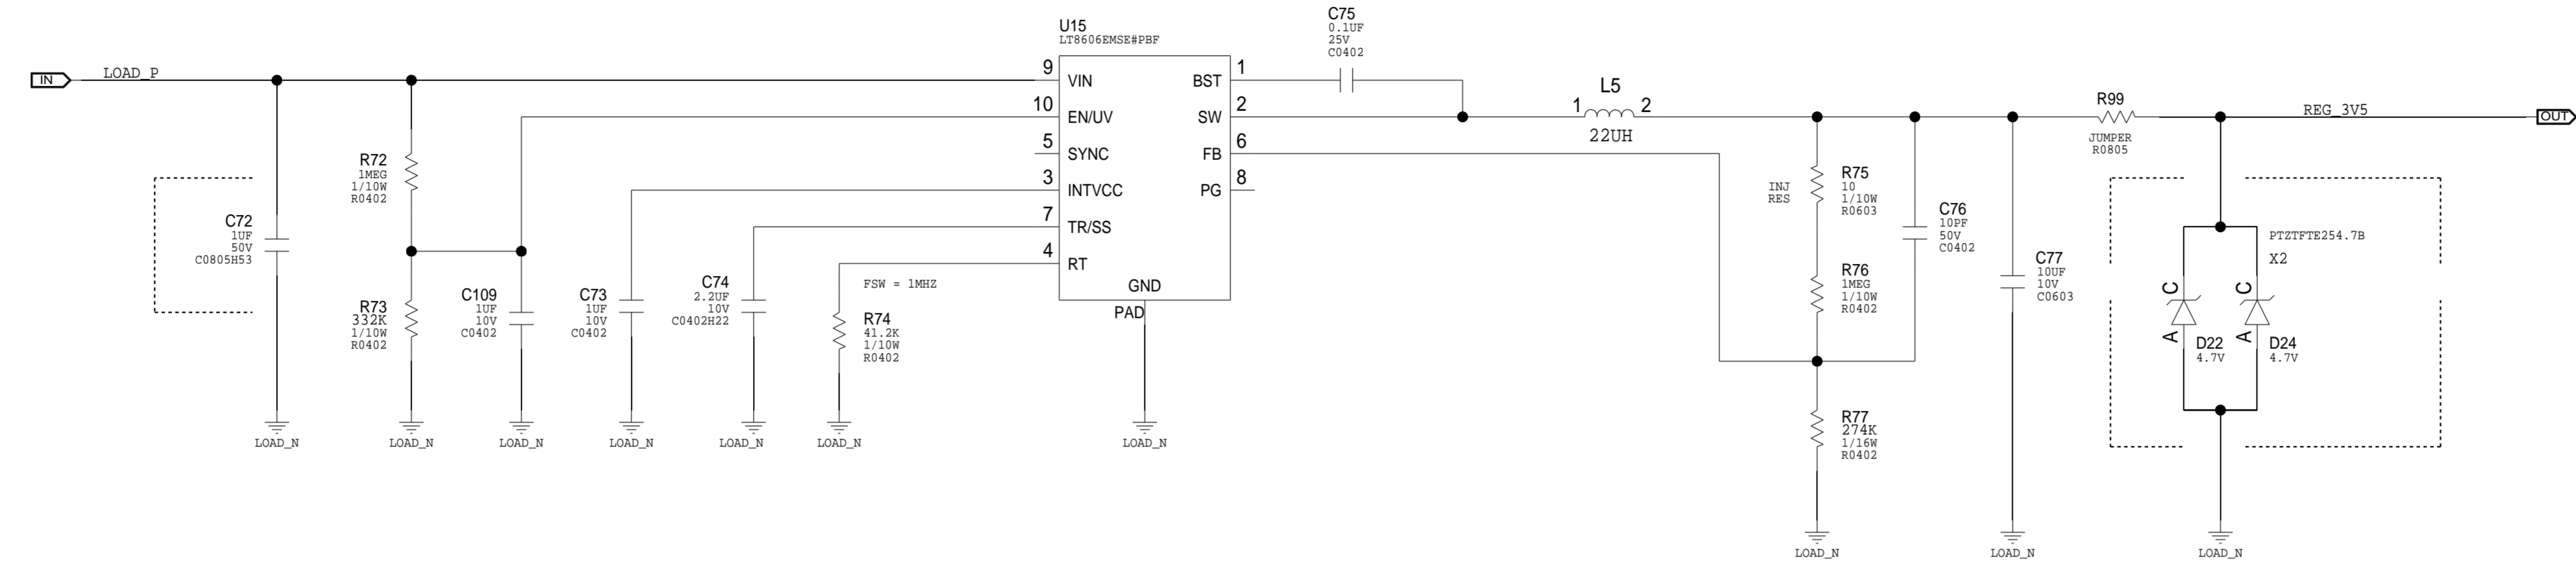 IN
LOAD_P
C72
1UF
50V
C0805H53
LOAD_N
R72
1MEG
1/10W
R0402
R73
332K
1/10W
R0402
LOAD_N
C109
1UF
10V
C0402
LOAD_N
C73
1UF
10V
C0402
LOAD_N
C74
2.2UF
10V
C0402H22
LOAD_N
FSW = 1MHZ
R74
41.2K
1/10W
R0402
LOAD_N
U15
LT8606EMSE#PBF
9 VIN
10 EN/UV
5 SYNC
3 INTVCC
7 TR/SS
4 RT
BST 1
SW 2
FB 6
PG 8
GND
PAD
LOAD_N
C75
0.1UF
25V
C0402
L5
1 2
22UH
INJ
RES
R75
10
1/10W
R0603
R76
1MEG
1/10W
R0402
R77
274K
1/16W
R0402
LOAD_N
C76
10PF
50V
C0402
C77
10UF
10V
C0603
LOAD_N
R99
JUMPER
R0805
REG_3V5
OUT
PTZTFTE254.7B
X2
C
A
D22
4.7V
C
A
D24
4.7V
LOAD_N